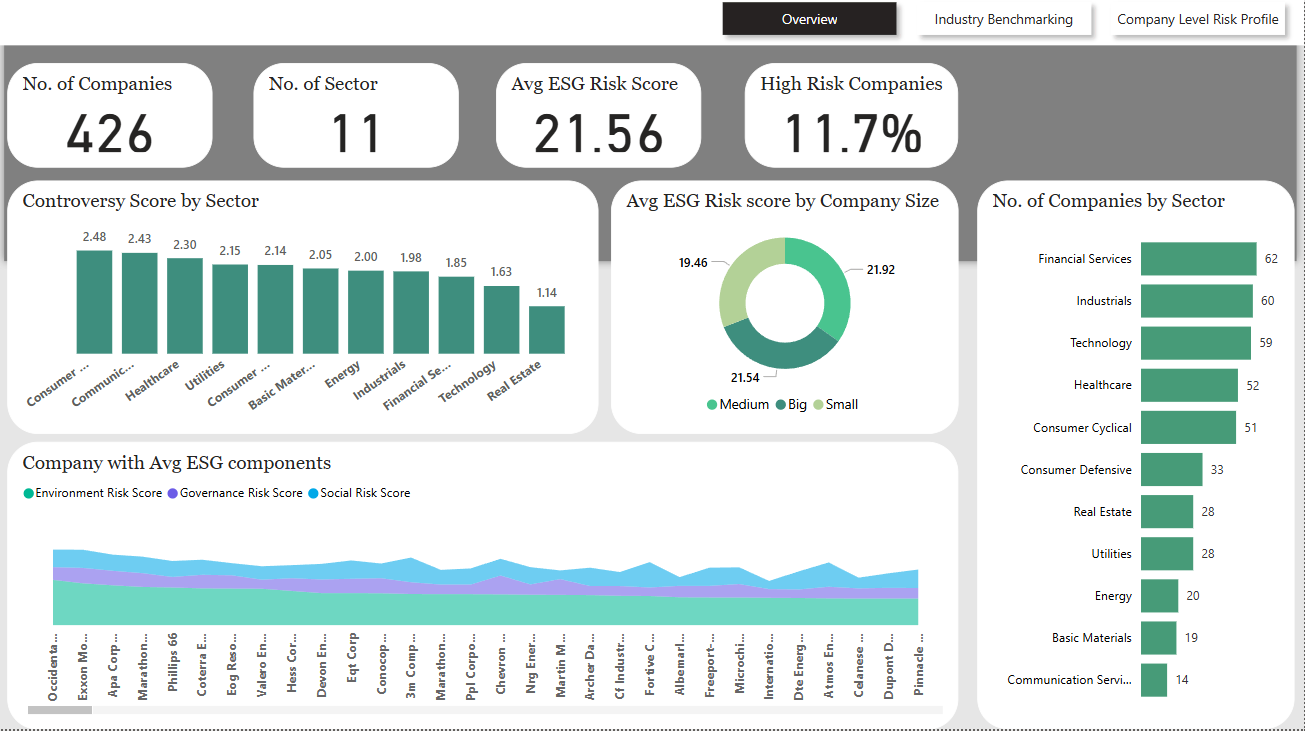 Overview
Industry Benchmarking
Company Level Risk Profile
No. of Companies
426
No. of Sector
11
Avg ESG Risk Score
21.56
High Risk Companies
11.7%
Controversy Score by Sector
2.48
2.43
2.30
2.15
2.14
2.05
2.00
1.98
1.85
1.63
1.14
Consumer ...
Communic...
Healthcare
Utilities
Consumer ...
Basic Mater...
Energy
Industrials
Financial Se...
Technology
Real Estate
Avg ESG Risk score by Company Size
19.46
21.92
21.54
Medium Big Small
No. of Companies by Sector
Financial Services 62
Industrials 60
Technology 59
Healthcare 52
Consumer Cyclical 51
Consumer Defensive 33
Real Estate 28
Utilities 28
Energy 20
Basic Materials 19
Communication Servi... 14
Company with Avg ESG components
Environment Risk Score Governance Risk Score Social Risk Score
Occidenta...
Exxon Mo...
Apa Corp...
Marathon...
Phillips 66
Coterra E...
Eog Reso...
Valero En...
Hess Cor...
Devon En...
Eqt Corp
Conocop...
3m Comp...
Marathon...
Ppl Corpo...
Chevron ...
Nrg Ener...
Martin M...
Archer Da...
Cf Industr...
Fortive C...
Albemarl...
Freeport-...
Microchi...
Internatio...
Dte Energ...
Atmos En...
Celanese ...
Dupont D...
Pinnacle ...